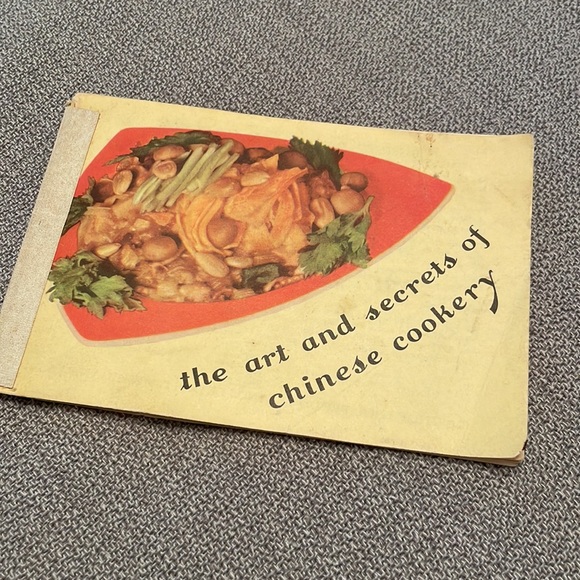 the art and secrets of
chinese cookery